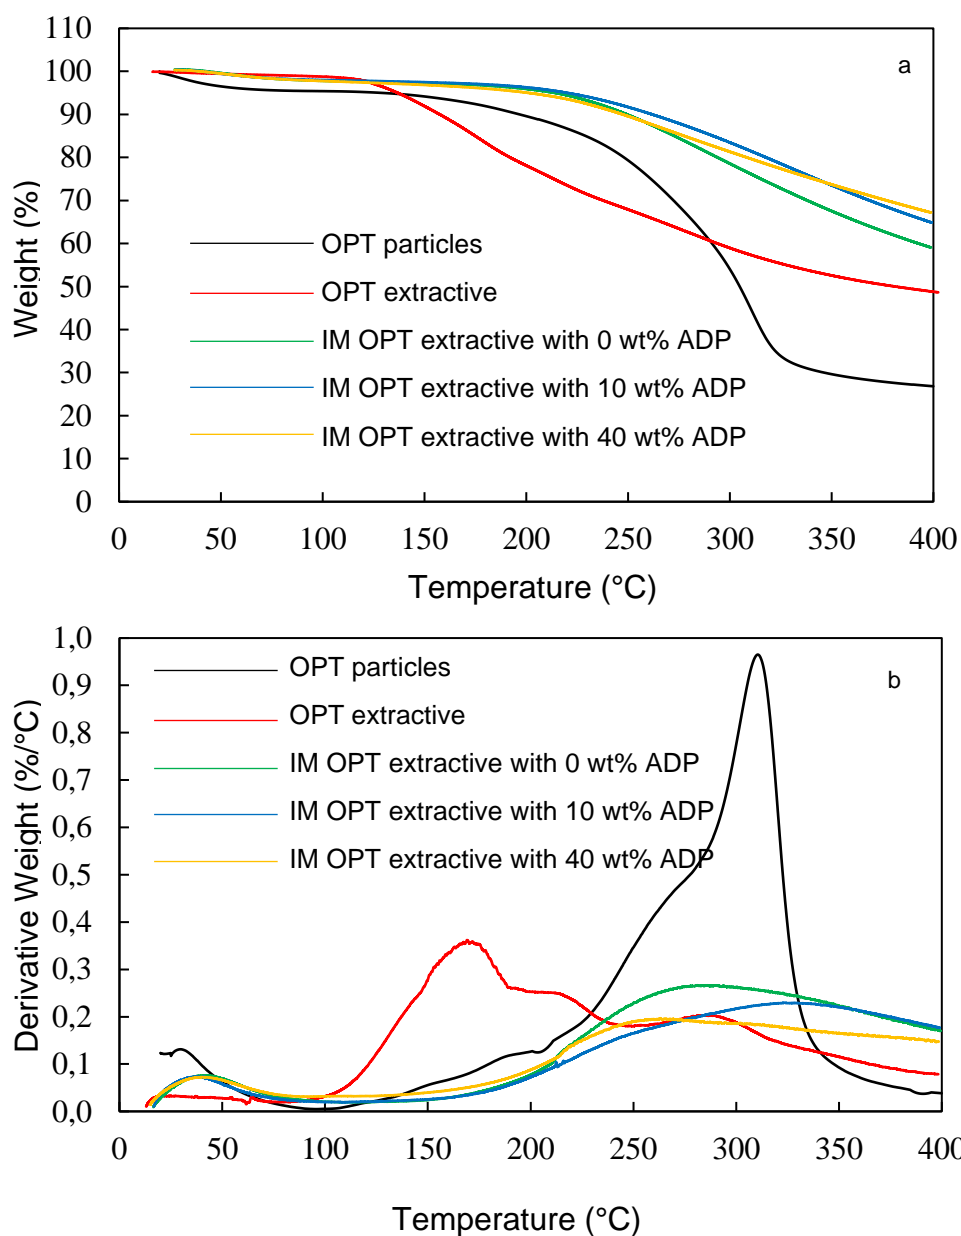 110
100
90
80
70
60
50
40
30
20
10
0
Weight (%)
a
OPT particles
OPT extractive
IM OPT extractive with 0 wt% ADP
IM OPT extractive with 10 wt% ADP
IM OPT extractive with 40 wt% ADP
0 50 100 150 200 250 300 350 400
Temperature (°C)
1,0
0,9
0,8
0,7
0,6
0,5
0,4
0,3
0,2
0,1
0,0
Derivative Weight (%/°C)
b
OPT particles
OPT extractive
IM OPT extractive with 0 wt% ADP
IM OPT extractive with 10 wt% ADP
IM OPT extractive with 40 wt% ADP
0 50 100 150 200 250 300 350 400
Temperature (°C)